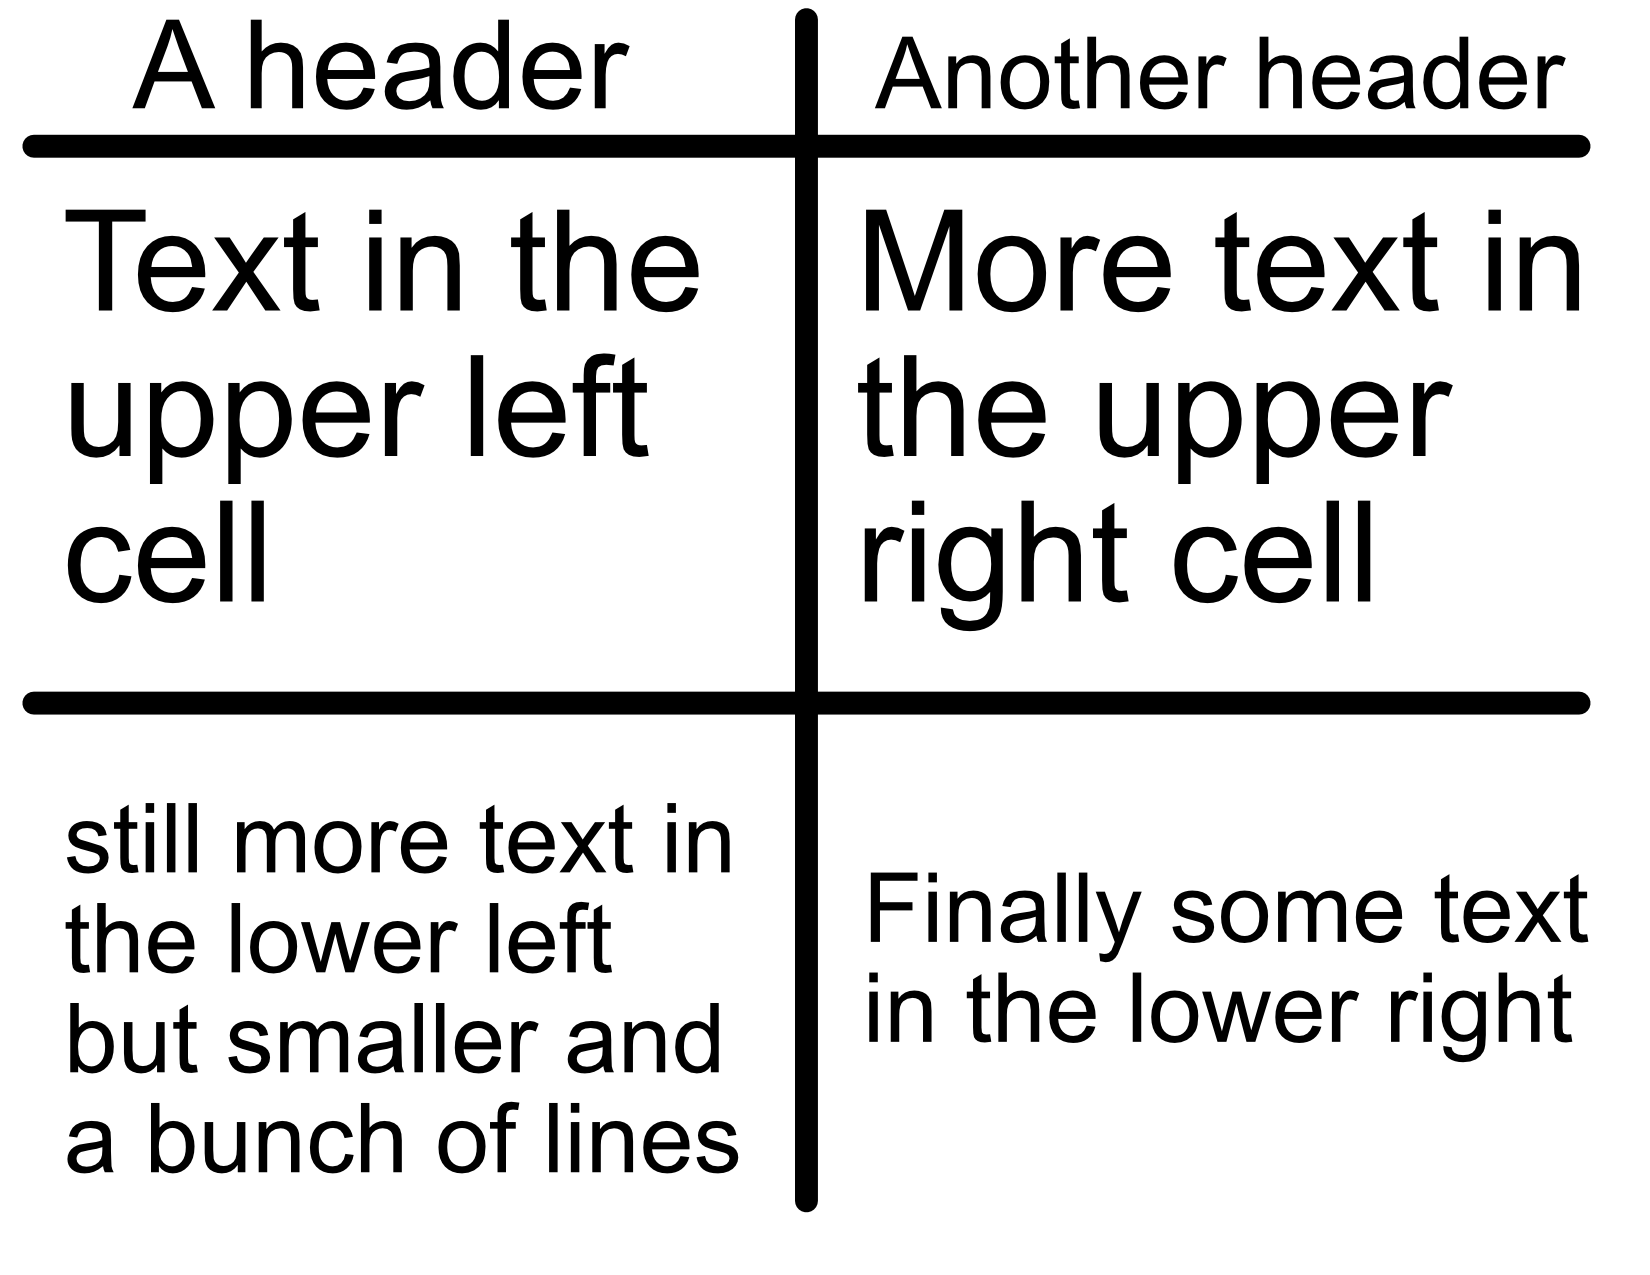 A header
Another header
Text in the
upper left
cell
More text in
the upper
right cell
still more text in
the lower left
but smaller and
a bunch of lines
Finally some text
in the lower right